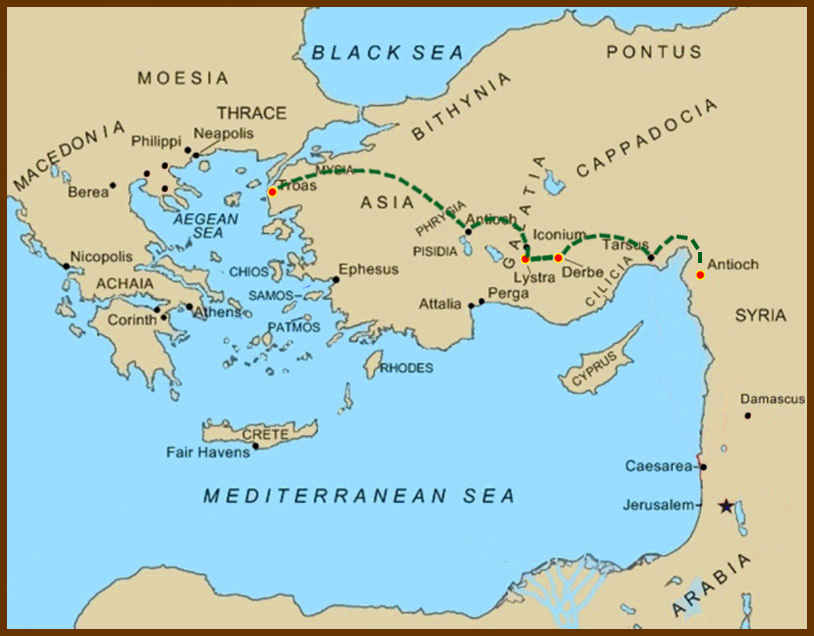 BLACK SEA
PONTUS
MOESIA
BITHYNIA
THRACE
CAPPADOCIA
MACEDONIA
Philippi
Neapolis
MYSIA
Troas
Berea
ASIA
GALATIA
PHRYSIA
Antioch
AEGEAN
SEA
Iconium
Tarsus
PISIDIA
Nicopolis
CHIOS
Ephesus
Lystra
Derbe
CILICIA
Antioch
ACHAIA
SAMOS
Attalia
Perga
Corinth
Athens
PATMOS
SYRIA
RHODES
CYPRUS
Damascus
CRETE
Fair Havens
Caesarea
MEDITERRANEAN SEA
Jerusalem
ARABIA